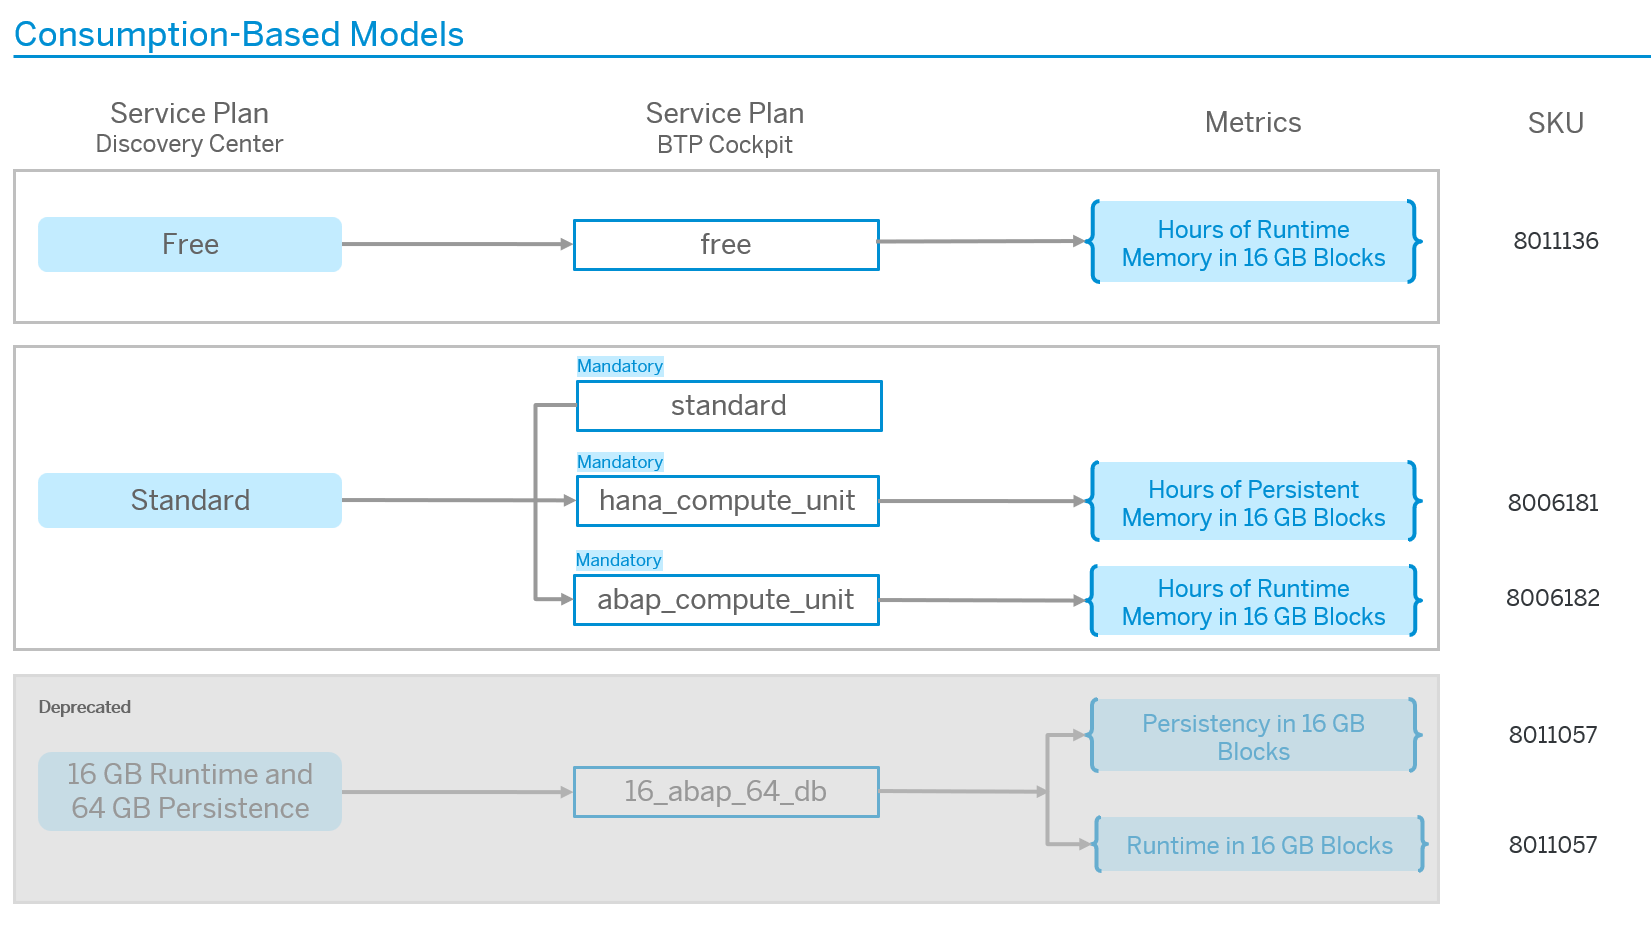 Consumption-Based Models
Service Plan
Discovery Center
Service Plan
BTP Cockpit
Metrics
SKU
Free
free
Hours of Runtime
Memory in 16 GB Blocks
8011136
Standard
Mandatory
standard
Mandatory
hana_compute_unit
Hours of Persistent
Memory in 16 GB Blocks
8006181
Mandatory
abap_compute_unit
Hours of Runtime
Memory in 16 GB Blocks
8006182
Deprecated
16 GB Runtime and
64 GB Persistence
16_abap_64_db
Persistency in 16 GB
Blocks
8011057
Runtime in 16 GB Blocks
8011057